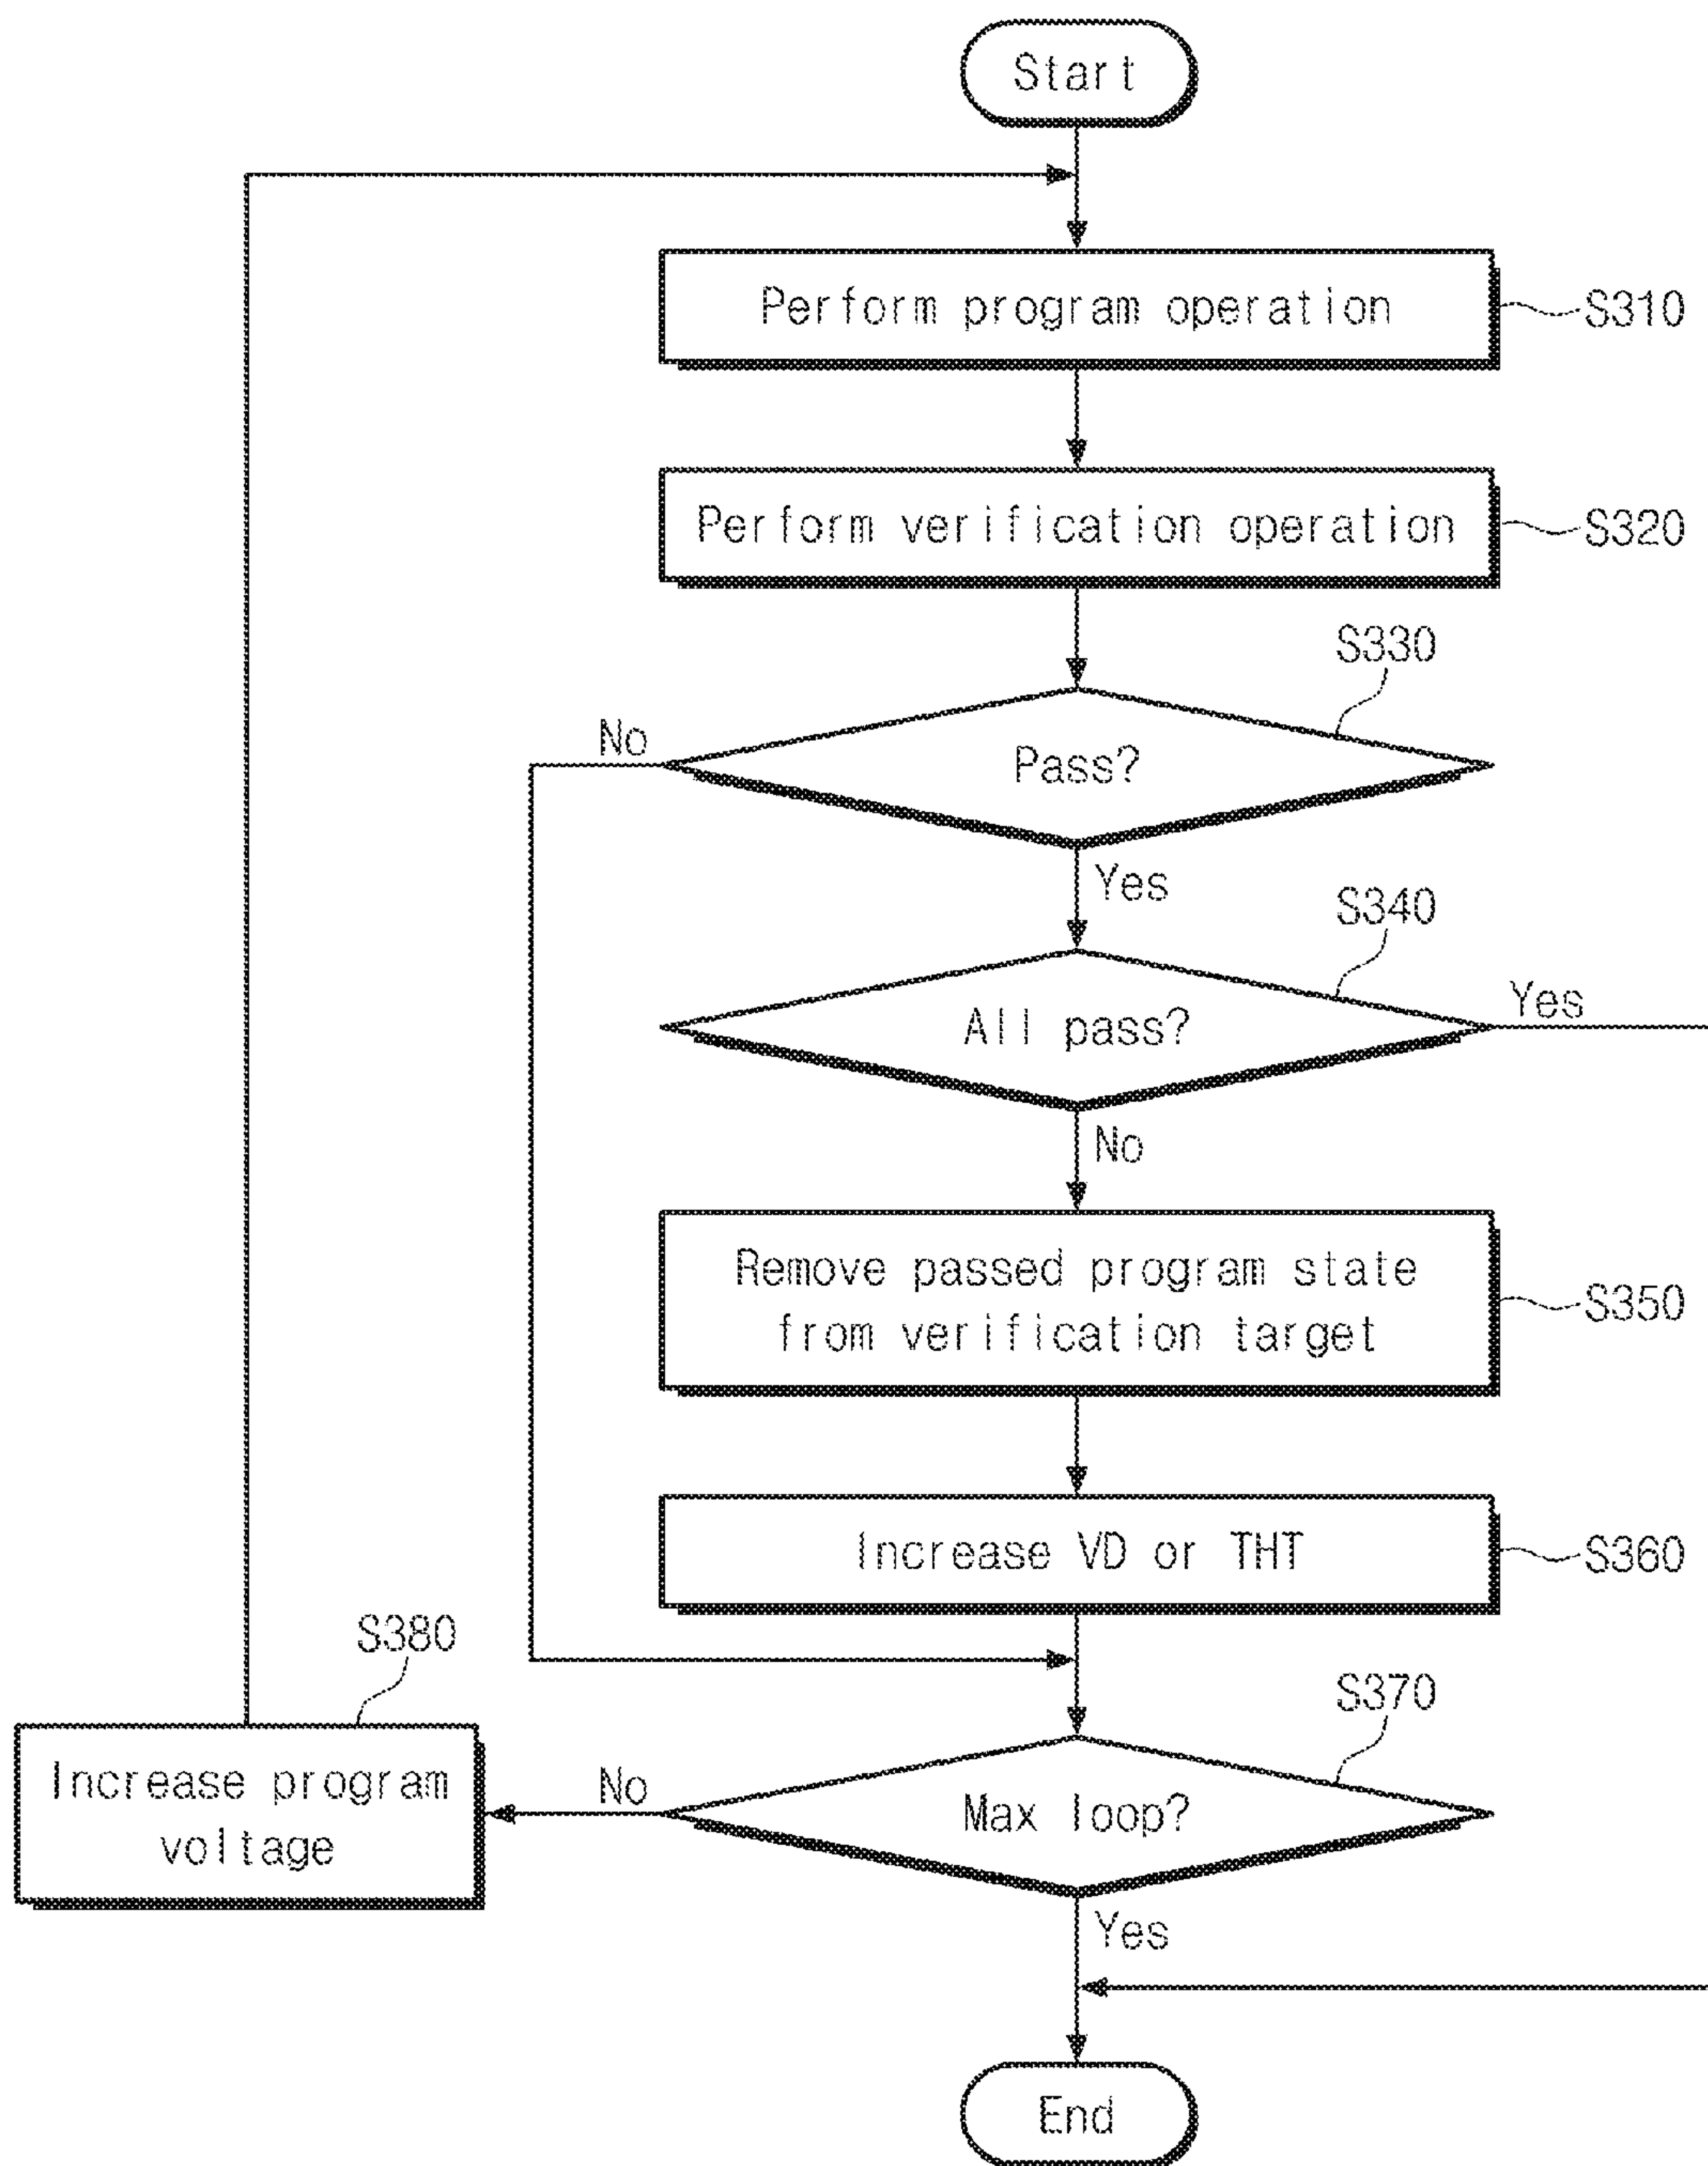 Start
Perform program operation
S310
Perform verification operation
S320
S330
No
Pass?
Yes
S340
Yes
All pass?
No
Remove passed program state
from verification target
S350
Increase VD or THT
S360
S380
S370
Increase program
voltage
No
Max loop?
Yes
End